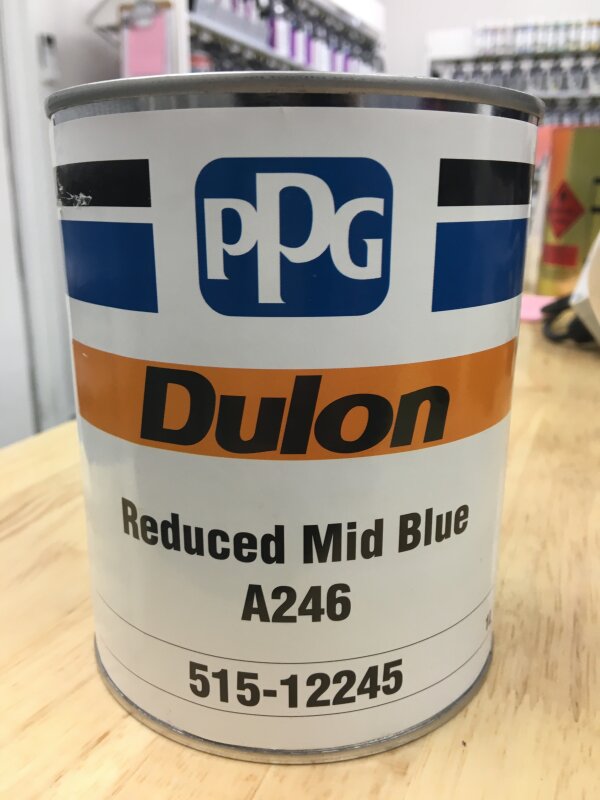 PPG
Dulon
Reduced Mid Blue
A246
515-12245